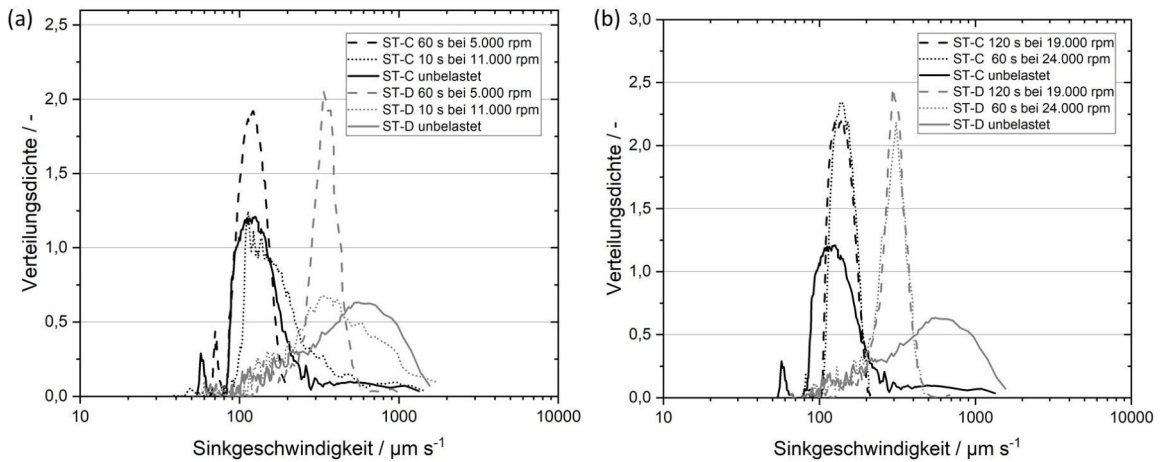 (a)
2,5
2,0
1,5
1,0
0,5
0,0
Verteilungsdichte / -
ST-C 60 s bei 5.000 rpm
ST-C 10 s bei 11.000 rpm
ST-C unbelastet
ST-D 60 s bei 5.000 rpm
ST-D 10 s bei 11.000 rpm
ST-D unbelastet
10 100 1000 10000
Sinkgeschwindigkeit / µm s⁻¹
(b)
3,0
2,5
2,0
1,5
1,0
0,5
0,0
Verteilungsdichte / -
ST-C 120 s bei 19.000 rpm
ST-C 60 s bei 24.000 rpm
ST-C unbelastet
ST-D 120 s bei 19.000 rpm
ST-D 60 s bei 24.000 rpm
ST-D unbelastet
10 100 1000 10000
Sinkgeschwindigkeit / µm s⁻¹